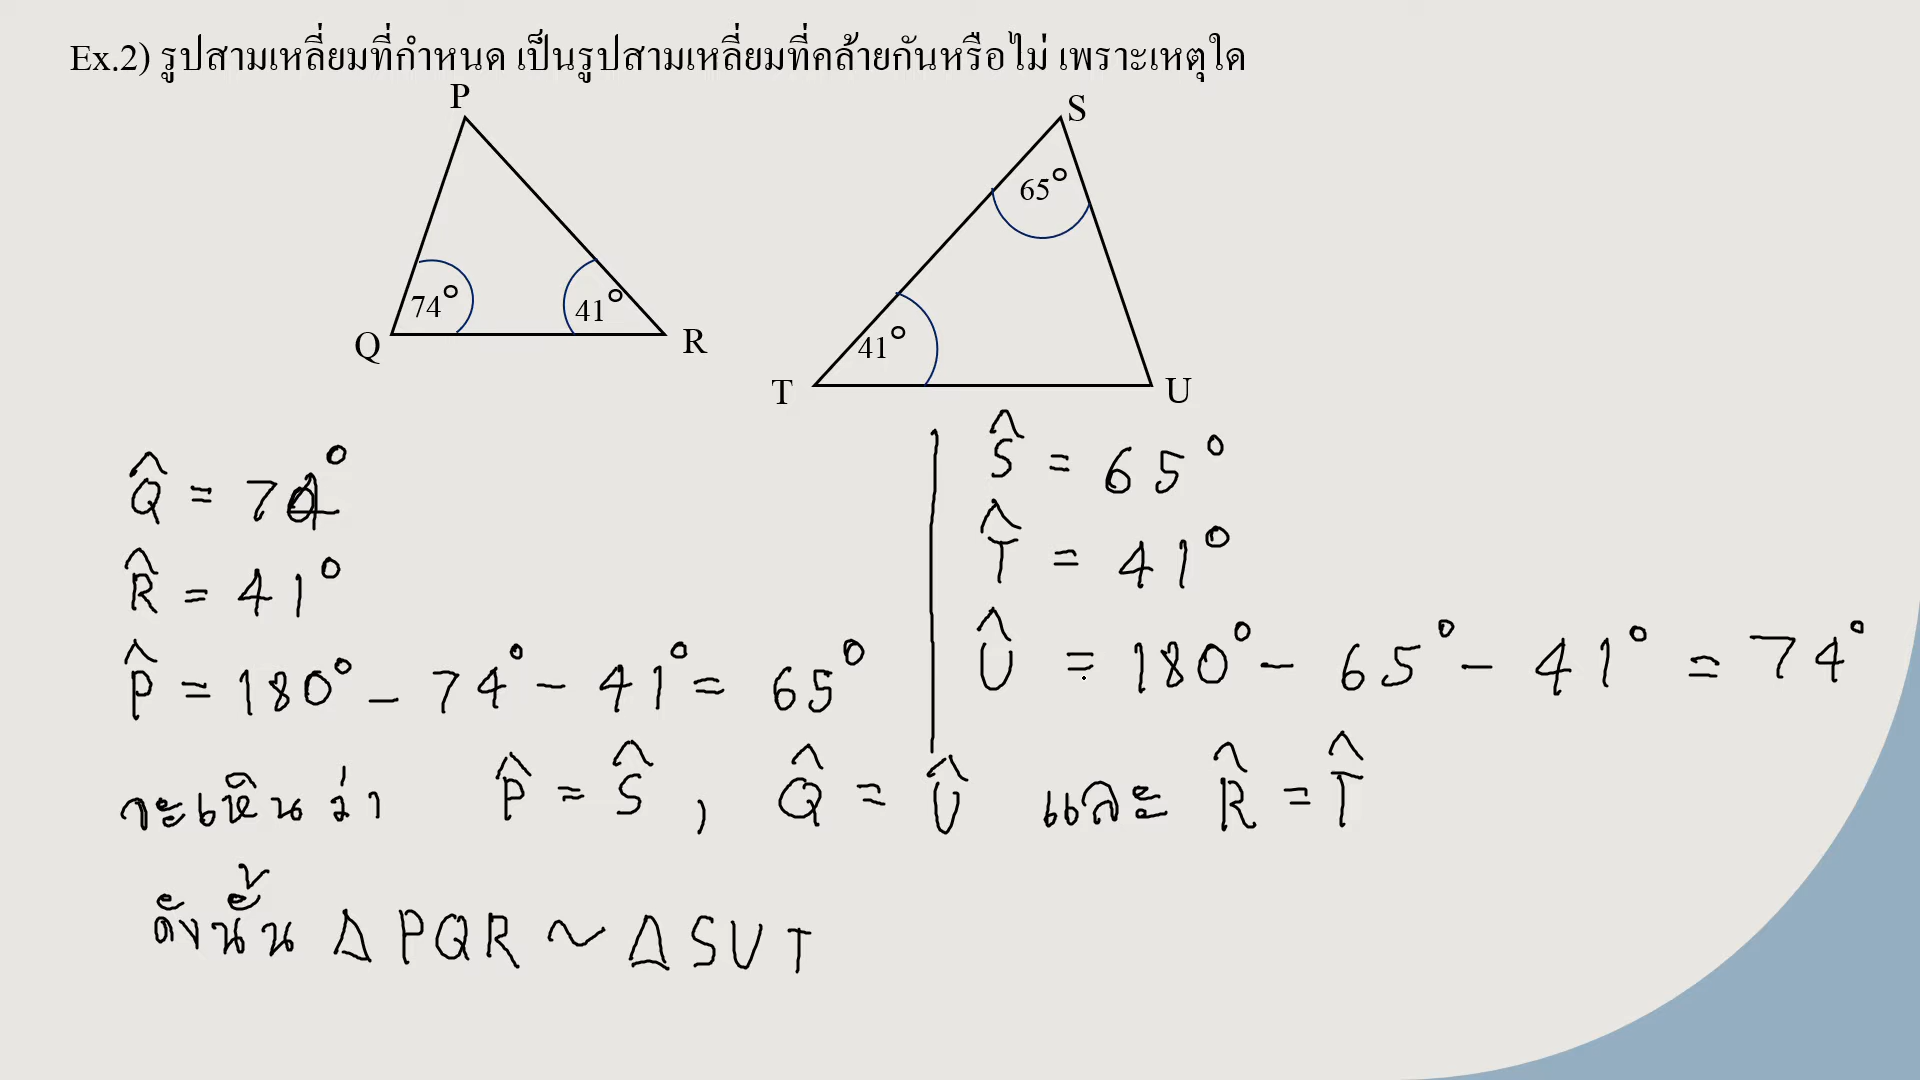 Ex.2) รูปสามเหลี่ยมที่กำหนด เป็นรูปสามเหลี่ยมที่คล้ายกันหรือไม่ เพราะเหตุใด
P
S
65°
74°
41°
Q
R
41°
T
U
Q̂ = 74°
R̂ = 41°
P̂ = 180° - 74° - 41° = 65°
Ŝ = 65°
T̂ = 41°
Û = 180° - 65° - 41° = 74°
จะเห็นว่า P̂ = Ŝ , Q̂ = Û และ R̂ = T̂
ดังนั้น Δ PQR ~ Δ SUT